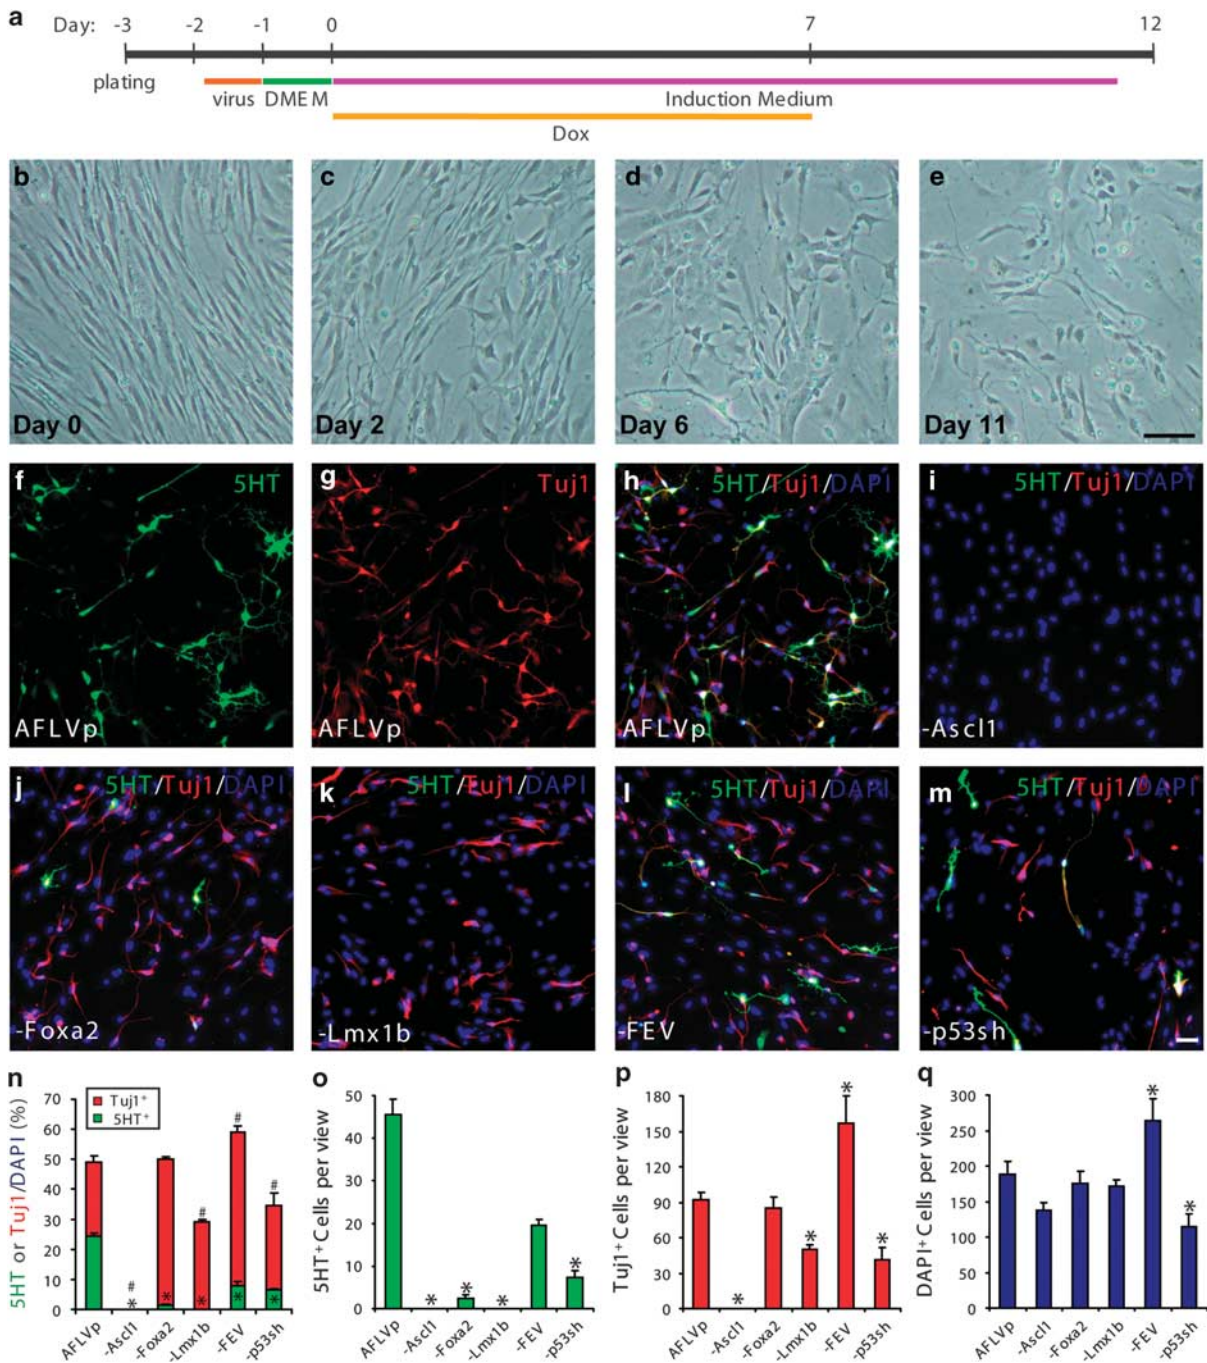 a
Day: -3 -2 -1 0 7 12
plating
virus DMEM Induction Medium
Dox
b c d e
Day 0 Day 2 Day 6 Day 11
f 5HT g Tuj1 h 5HT/Tuj1/DAPI i 5HT/Tuj1/DAPI
AFLVp AFLVp AFLVp -Ascl1
j 5HT/Tuj1/DAPI k 5HT/Tuj1/DAPI l 5HT/Tuj1/DAPI m 5HT/Tuj1/DAPI
-Foxa2 -Lmx1b -FEV -p53sh
n
5HT or Tuj1/DAPI (%)
70
60
50
40
30
20
10
0
Tuj1+
5HT+
# * * # * # * # *
AFLVp -Ascl1 -Foxa2 -Lmx1b -FEV -p53sh
o
5HT+ Cells per view
50
40
30
20
10
0
* * * *
AFLVp -Ascl1 -Foxa2 -Lmx1b -FEV -p53sh
p
Tuj1+ Cells per view
180
150
120
90
60
30
0
* * * *
AFLVp -Ascl1 -Foxa2 -Lmx1b -FEV -p53sh
q
DAPI+ Cells per view
300
250
200
150
100
50
0
* *
AFLVp -Ascl1 -Foxa2 -Lmx1b -FEV -p53sh